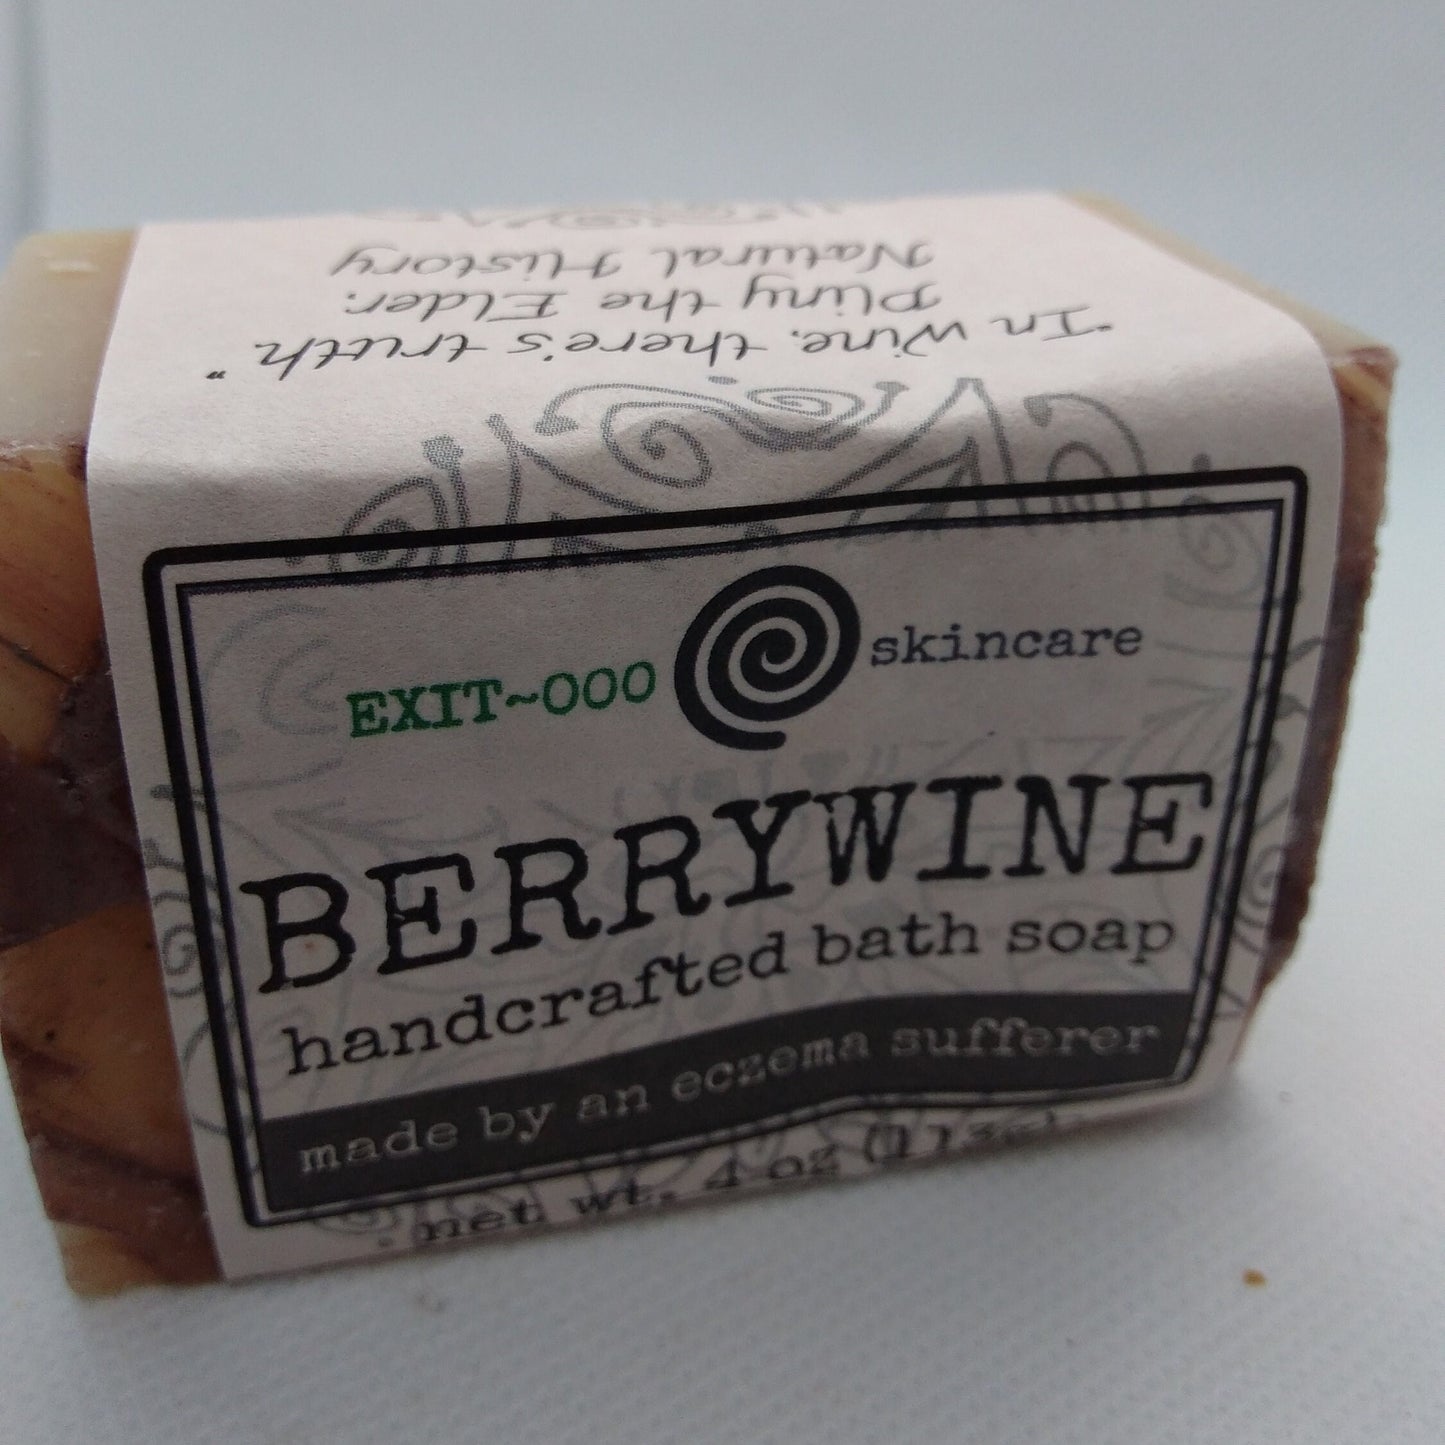 "In wine, there's truth"
Pliny the Elder.
Natural History
EXIT~OOO skincare
BERRYWINE
handcrafted bath soap
made by an eczema sufferer
net wt. 4 oz (113g)